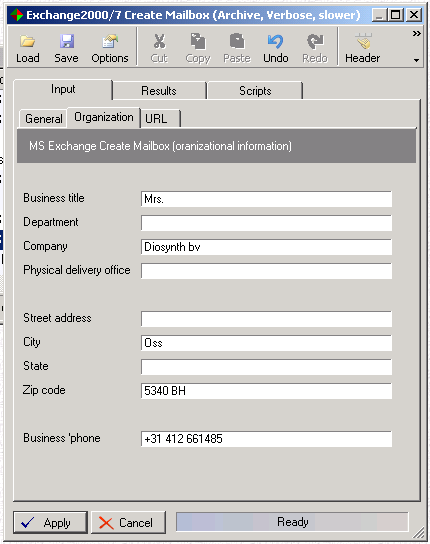 Exchange2000/7 Create Mailbox (Archive, Verbose, slower)
Load Save Options Cut Copy Paste Undo Redo Header
Input Results Scripts
General Organization URL
MS Exchange Create Mailbox (oranizational information)
Business title Mrs.
Department
Company Diosynth bv
Physical delivery office
Street address
City Oss
State
Zip code 5340 BH
Business 'phone +31 412 661485
Apply Cancel Ready